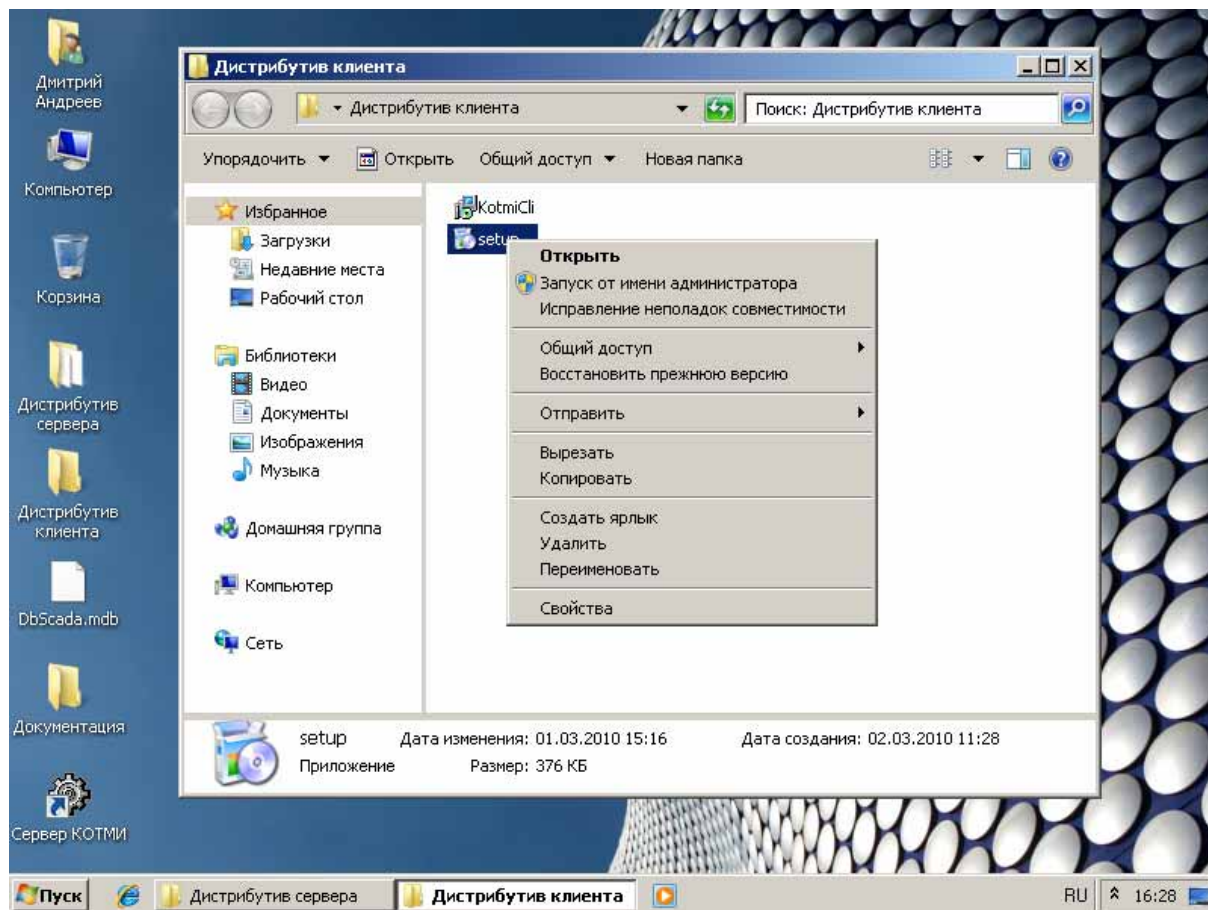 Дмитрий
Андреев
Компьютер
Корзина
Дистрибутив
сервера
Дистрибутив
клиента
DbScada.mdb
Документация
Сервер КОТМИ
Дистрибутив клиента
Дистрибутив клиента
Поиск: Дистрибутив клиента
Упорядочить Открыть Общий доступ Новая папка
Избранное
Загрузки
Недавние места
Рабочий стол
Библиотеки
Видео
Документы
Изображения
Музыка
Домашняя группа
Компьютер
Сеть
KotmiCli
setup
Открыть
Запуск от имени администратора
Исправление неполадок совместимости
Общий доступ
Восстановить прежнюю версию
Отправить
Вырезать
Копировать
Создать ярлык
Удалить
Переименовать
Свойства
setup Дата изменения: 01.03.2010 15:16 Дата создания: 02.03.2010 11:28
Приложение Размер: 376 КБ
Пуск Дистрибутив сервера Дистрибутив клиента RU 16:28